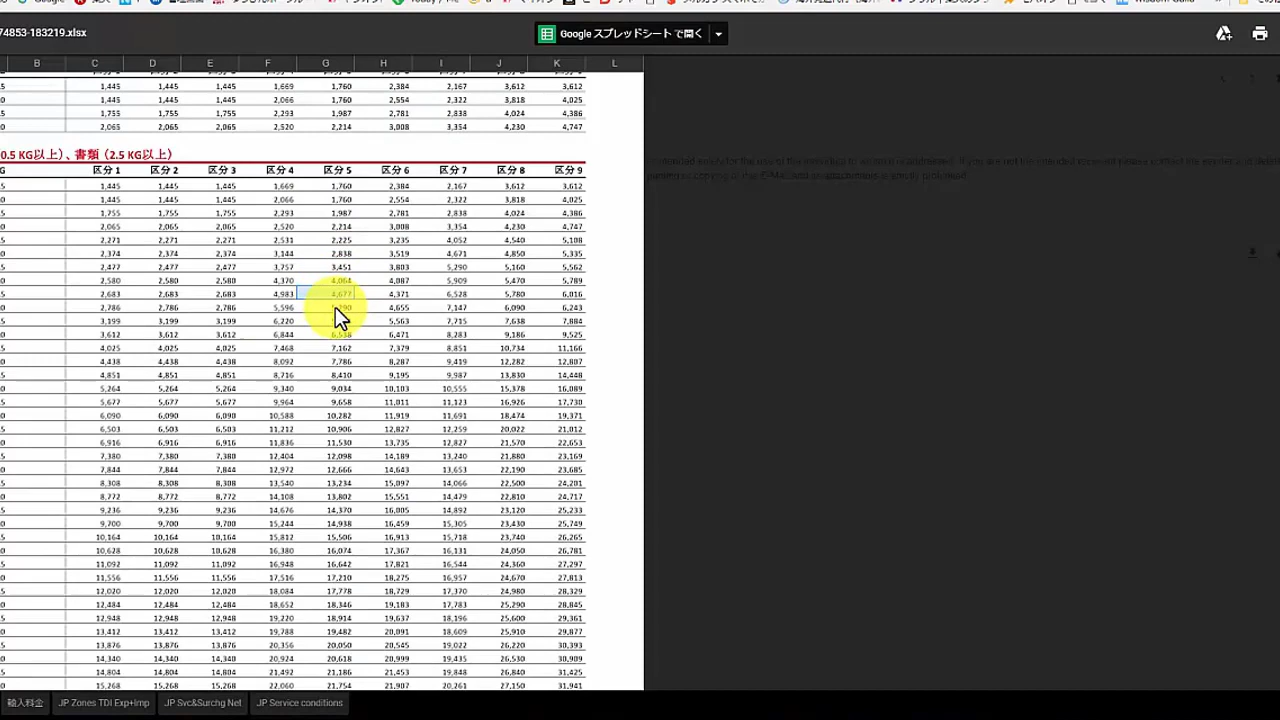 74853-183219.xlsx
Google スプレッドシート で開く
B C D E F G H I J K L
1,445 1,445 1,445 1,669 1,760 2,384 2,167 3,612 3,612
1,445 1,445 1,445 2,066 1,760 2,554 2,322 3,818 4,025
1,755 1,755 1,755 2,293 1,987 2,781 2,838 4,024 4,386
2,065 2,065 2,065 2,520 2,214 3,008 3,354 4,230 4,747
0.5 KG以上)、書類 (2.5 KG以上)
区分 1 区分 2 区分 3 区分 4 区分 5 区分 6 区分 7 区分 8 区分 9
1,445 1,445 1,445 1,669 1,760 2,384 2,167 3,612 3,612
1,445 1,445 1,445 2,066 1,760 2,554 2,322 3,818 4,025
1,755 1,755 1,755 2,293 1,987 2,781 2,838 4,024 4,386
2,065 2,065 2,065 2,520 2,214 3,008 3,354 4,230 4,747
2,271 2,271 2,271 2,531 2,225 3,235 4,052 4,540 5,108
2,374 2,374 2,374 3,144 2,838 3,519 4,671 4,850 5,335
2,477 2,477 2,477 3,757 3,451 3,803 5,290 5,160 5,562
2,580 2,580 2,580 4,370 4,064 4,087 5,909 5,470 5,789
2,683 2,683 2,683 4,983 4,677 4,371 6,528 5,780 6,016
2,786 2,786 2,786 5,596 4,655 7,147 6,090 6,243
3,199 3,199 3,199 6,220 5,563 7,715 7,638 7,884
3,612 3,612 3,612 6,844 6,538 6,471 8,283 9,186 9,525
4,025 4,025 4,025 7,468 7,162 7,379 8,851 10,734 11,166
4,438 4,438 4,438 8,092 7,786 8,287 9,419 12,282 12,807
4,851 4,851 4,851 8,716 8,410 9,195 9,987 13,830 14,448
5,264 5,264 5,264 9,340 9,034 10,103 10,555 15,378 16,089
5,677 5,677 5,677 9,964 9,658 11,011 11,123 16,926 17,730
6,090 6,090 6,090 10,588 10,282 11,919 11,691 18,474 19,371
6,503 6,503 6,503 11,212 10,906 12,827 12,259 20,022 21,012
6,916 6,916 6,916 11,836 11,530 13,735 12,827 21,570 22,653
7,380 7,380 7,380 12,404 12,098 14,189 13,240 21,880 23,169
7,844 7,844 7,844 12,972 12,666 14,643 13,653 22,190 23,685
8,308 8,308 8,308 13,540 13,234 15,097 14,066 22,500 24,201
8,772 8,772 8,772 14,108 13,802 15,551 14,479 22,810 24,717
9,236 9,236 9,236 14,676 14,370 16,005 14,892 23,120 25,233
9,700 9,700 9,700 15,244 14,938 16,459 15,305 23,430 25,749
10,164 10,164 10,164 15,812 15,506 16,913 15,718 23,740 26,265
10,628 10,628 10,628 16,380 16,074 17,367 16,131 24,050 26,781
11,092 11,092 11,092 16,948 16,642 17,821 16,544 24,360 27,297
11,556 11,556 11,556 17,516 17,210 18,275 16,957 24,670 27,813
12,020 12,020 12,020 18,084 17,778 18,729 17,370 24,980 28,329
12,484 12,484 12,484 18,652 18,346 19,183 17,783 25,290 28,845
12,948 12,948 12,948 19,220 18,914 19,637 18,196 25,600 29,361
13,412 13,412 13,412 19,788 19,482 20,091 18,609 25,910 29,877
13,876 13,876 13,876 20,356 20,050 20,545 19,022 26,220 30,393
14,340 14,340 14,340 20,924 20,618 20,999 19,435 26,530 30,909
14,804 14,804 14,804 21,492 21,186 21,453 19,848 26,840 31,425
15,268 15,268 15,268 22,060 21,754 21,907 20,261 27,150 31,941
輸入料金 JP Zones TDI Exp+Imp JP Svc&Surchg Net JP Service conditions